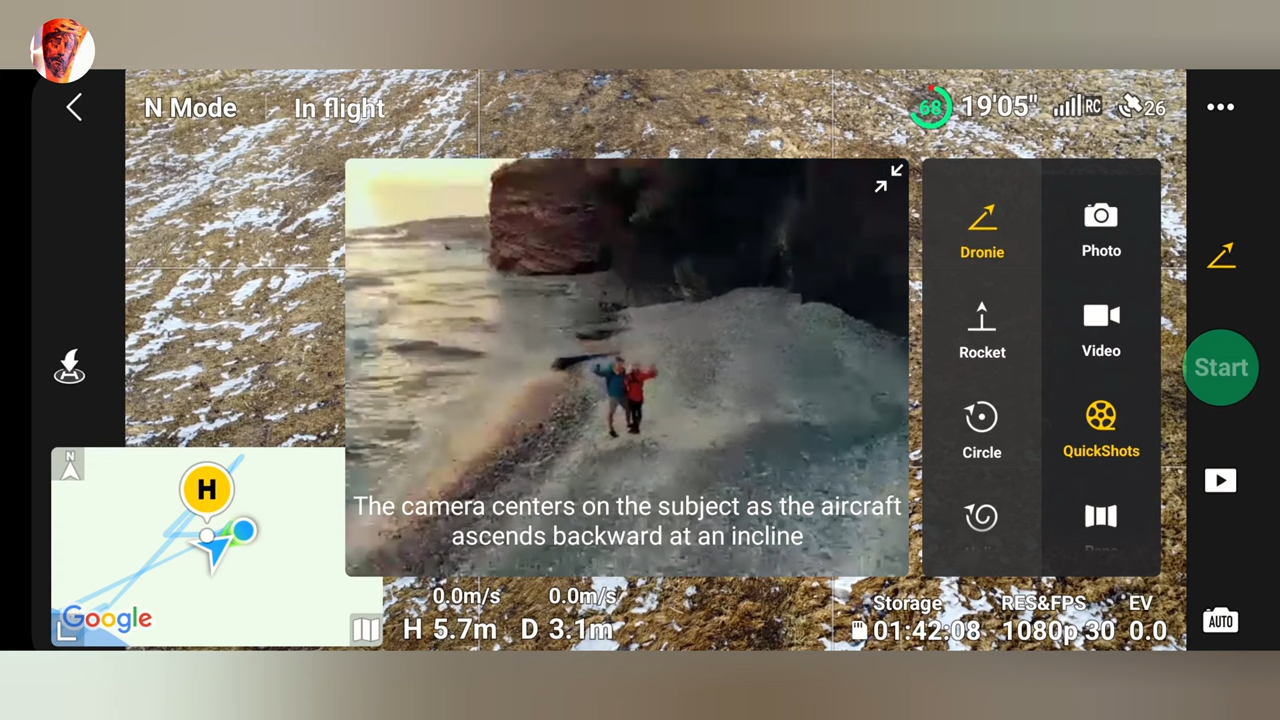 N Mode
In flight
68
19'05"
RC
26
Dronie
Photo
Rocket
Video
Start
Circle
QuickShots
N
H
The camera centers on the subject as the aircraft
ascends backward at an incline
0.0m/s
0.0m/s
H 5.7m
D 3.1m
Storage
01:42:08
RES&FPS
1080p 30
EV
0.0
Google
AUTO